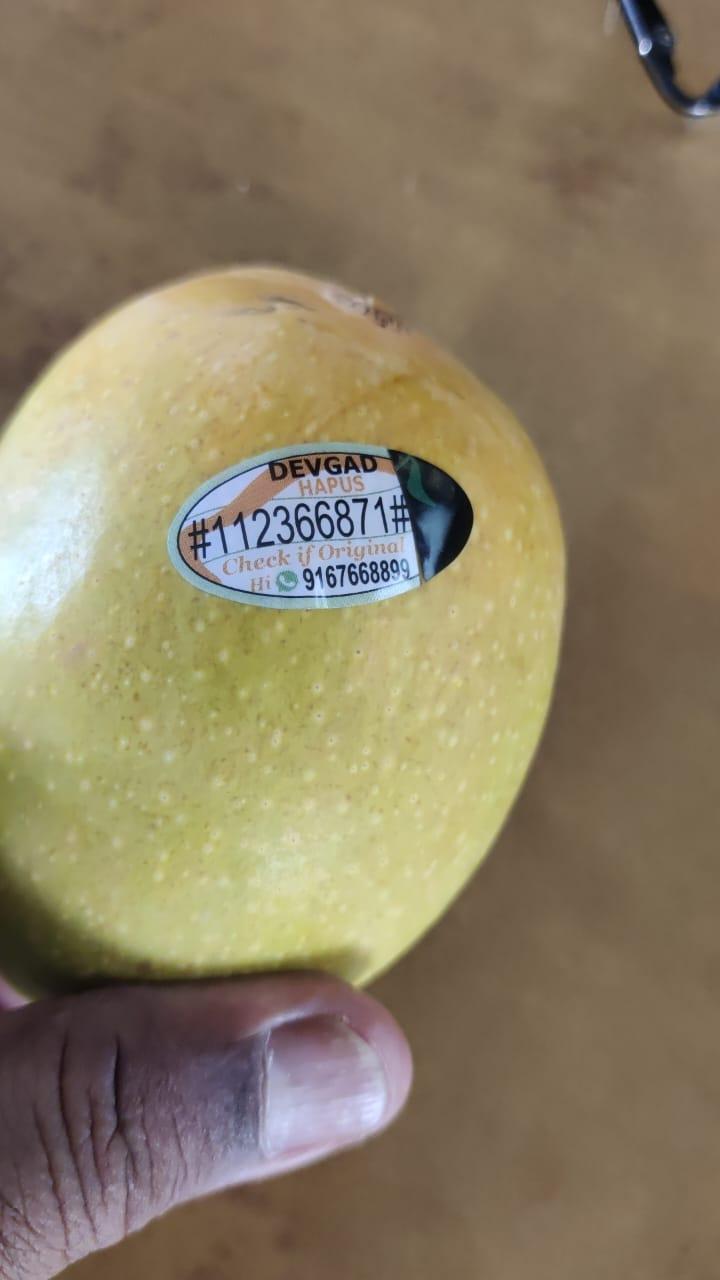 DEVGAD
HAPUS
#112366871#
Check if Original
Hi 9167668899